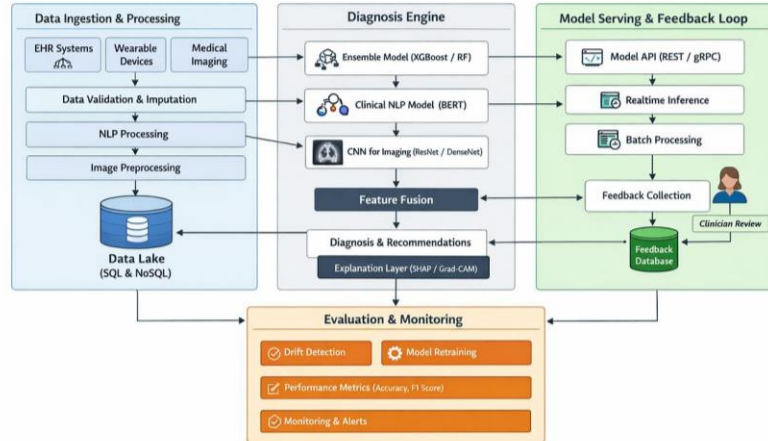 Data Ingestion & Processing
EHR Systems
Wearable
Devices
Medical
Imaging
Data Validation & Imputation
NLP Processing
Image Preprocessing
Data Lake
(SQL & NoSQL)
Diagnosis Engine
Ensemble Model (XGBoost / RF)
Clinical NLP Model (BERT)
CNN for Imaging (ResNet / DenseNet)
Feature Fusion
Diagnosis & Recommendations
Explanation Layer (SHAP / Grad-CAM)
Model Serving & Feedback Loop
Model API (REST / gRPC)
Realtime Inference
Batch Processing
Feedback Collection
Clinician Review
Feedback
Database
Evaluation & Monitoring
Drift Detection
Model Retraining
Performance Metrics (Accuracy, F1 Score)
Monitoring & Alerts